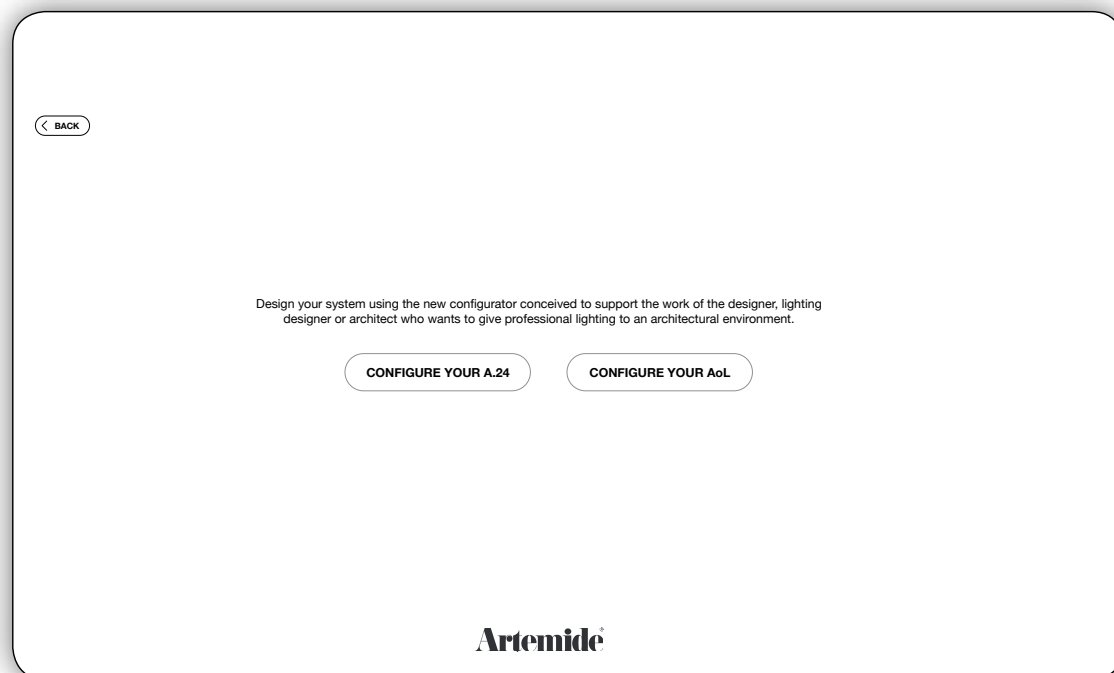 BACK
Design your system using the new configurator conceived to support the work of the designer, lighting
designer or architect who wants to give professional lighting to an architectural environment.
CONFIGURE YOUR A.24
CONFIGURE YOUR AoL
Artemide®